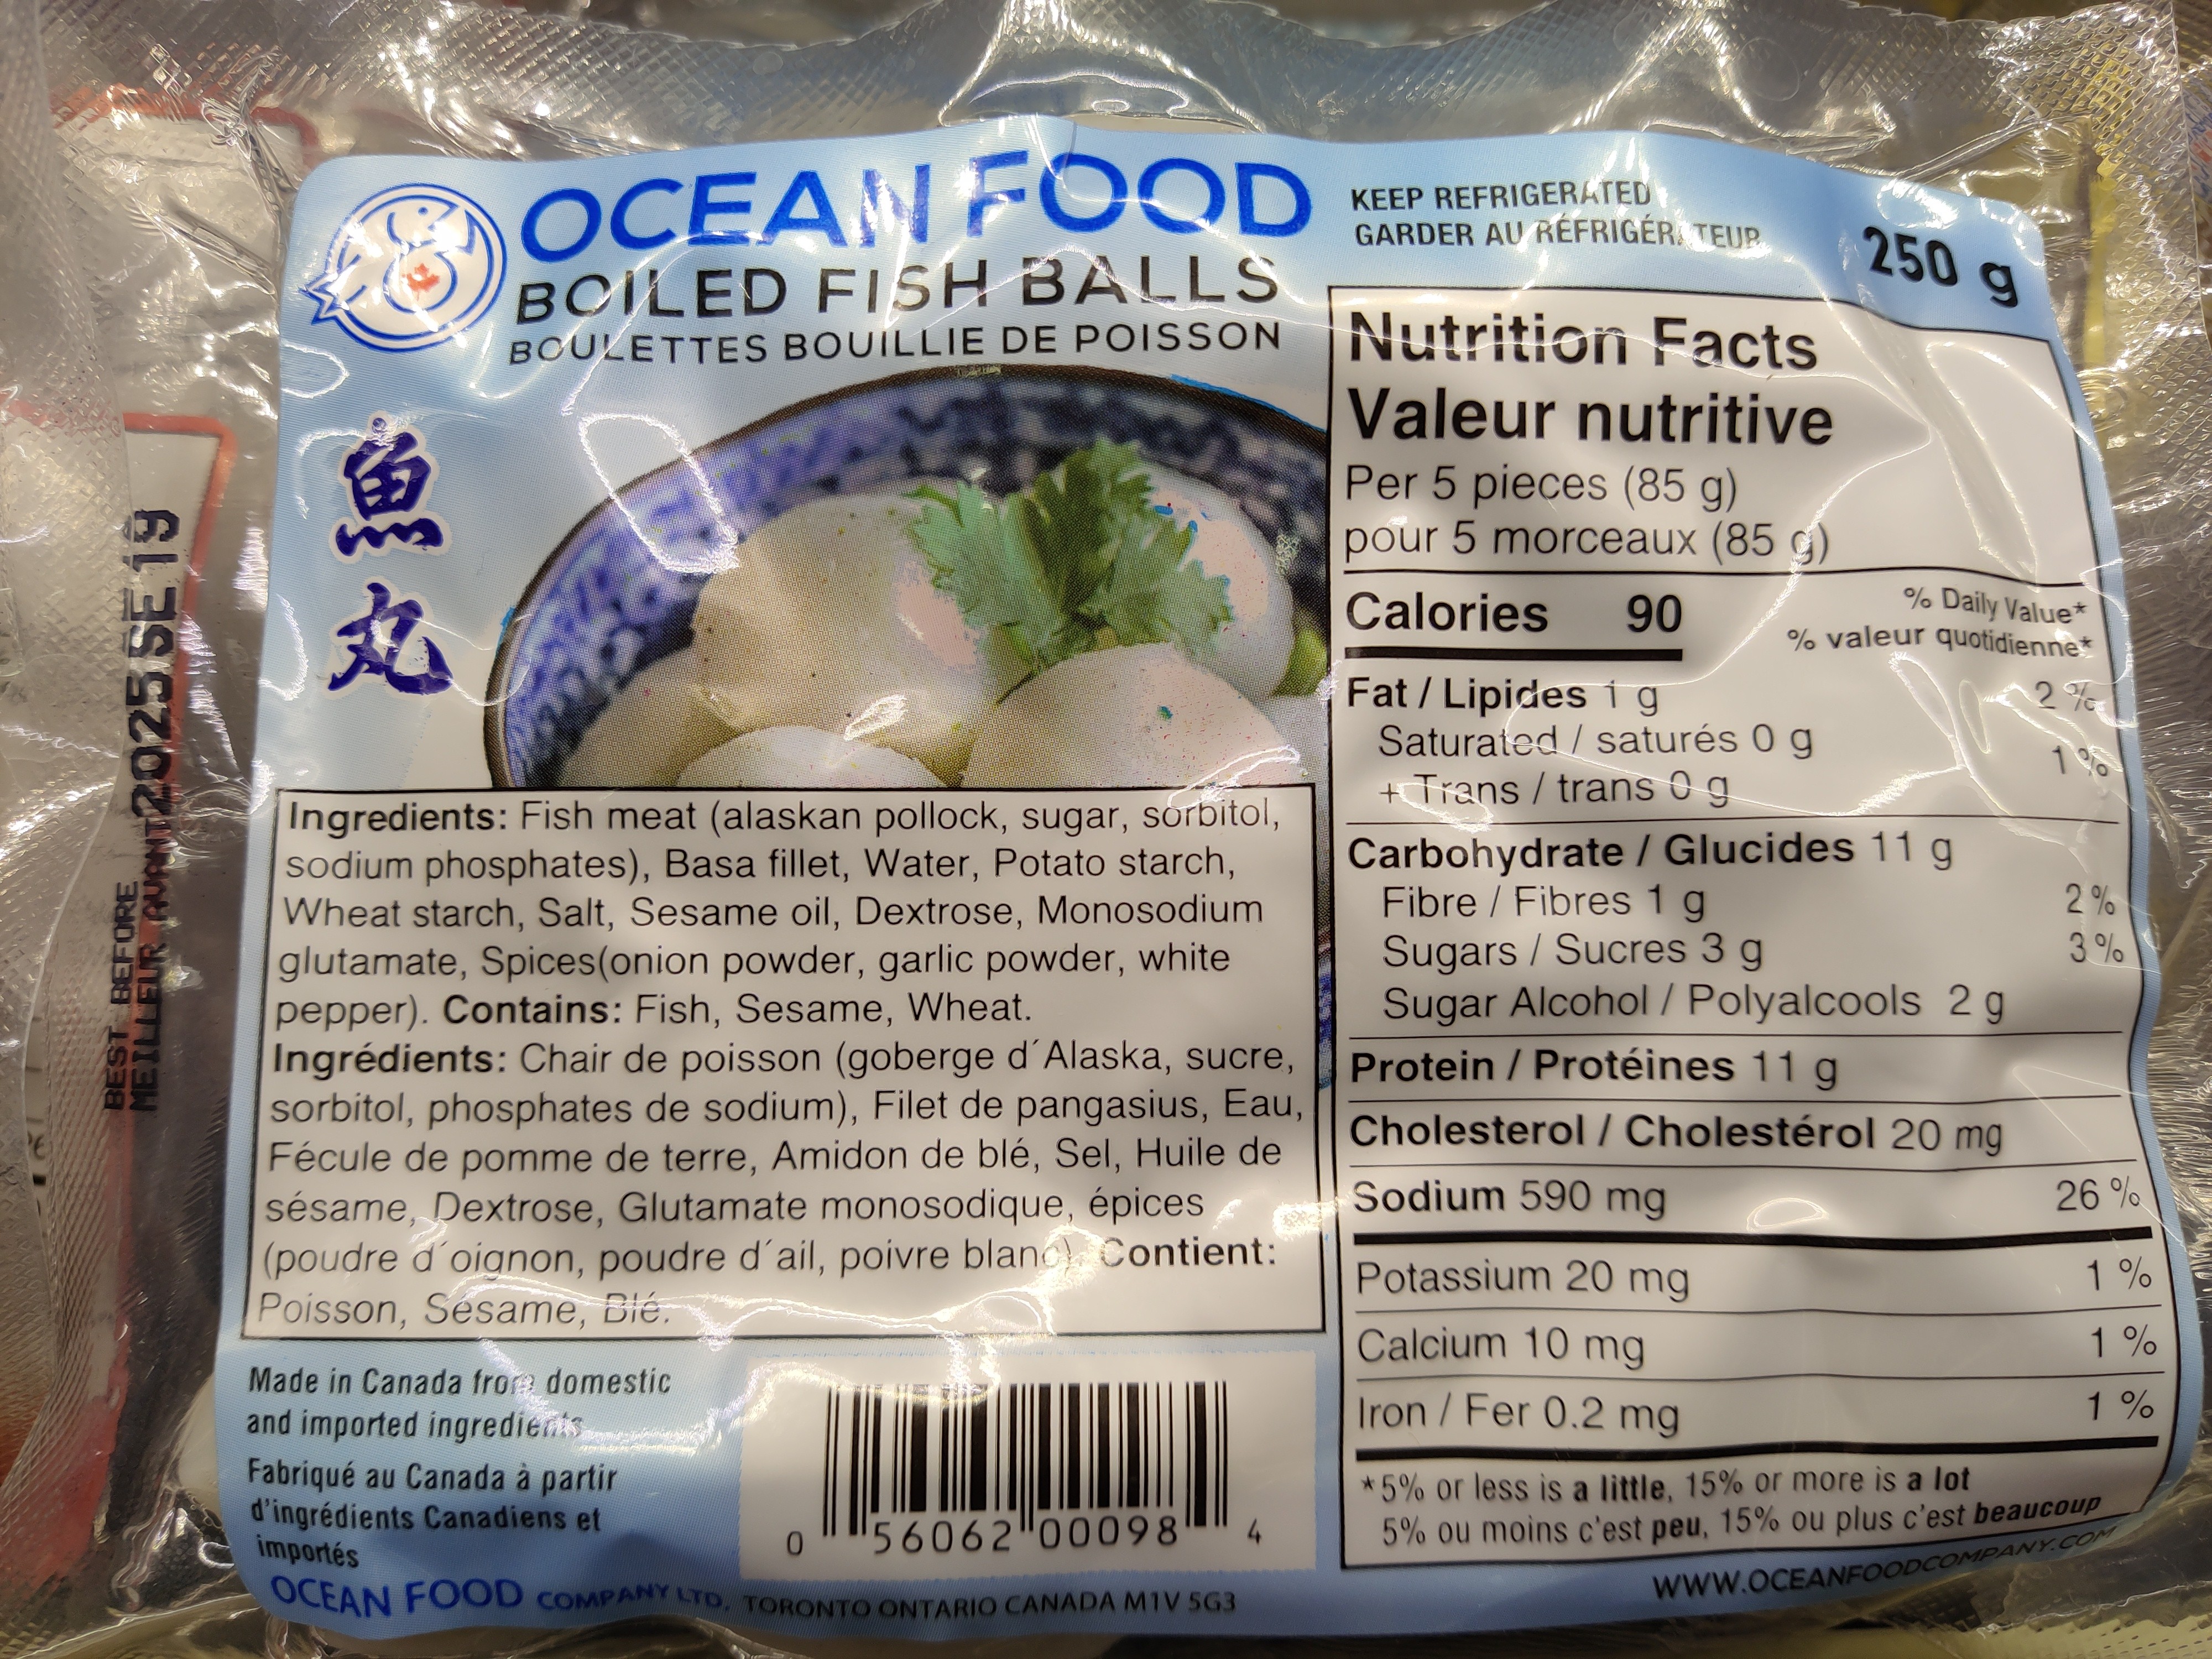 OCEAN FOOD
BOILED FISH BALLS
BOULETTES BOUILLIE DE POISSON
KEEP REFRIGERATED
GARDER AU RÉFRIGÉRATEUR
250 g
魚
丸
BEST BEFORE
MEILLEUR AVANT 2025 SE 19
Ingredients: Fish meat (alaskan pollock, sugar, sorbitol,
sodium phosphates), Basa fillet, Water, Potato starch,
Wheat starch, Salt, Sesame oil, Dextrose, Monosodium
glutamate, Spices(onion powder, garlic powder, white
pepper). Contains: Fish, Sesame, Wheat.
Ingrédients: Chair de poisson (goberge d´Alaska, sucre,
sorbitol, phosphates de sodium), Filet de pangasius, Eau,
Fécule de pomme de terre, Amidon de blé, Sel, Huile de
sésame, Dextrose, Glutamate monosodique, épices
(poudre d´oignon, poudre d´ail, poivre blanc). Contient:
Poisson, Sésame, Blé.
Made in Canada from domestic
and imported ingredients
Fabriqué au Canada à partir
d'ingrédients Canadiens et
importés
0 56062 00098 4
OCEAN FOOD COMPANY LTD. TORONTO ONTARIO CANADA M1V 5G3
Nutrition Facts
Valeur nutritive
Per 5 pieces (85 g)
pour 5 morceaux (85 g)
Calories 90
% Daily Value*
% valeur quotidienne*
Fat / Lipides 1 g 2 %
Saturated / saturés 0 g
+ Trans / trans 0 g 1 %
Carbohydrate / Glucides 11 g
Fibre / Fibres 1 g 2 %
Sugars / Sucres 3 g 3 %
Sugar Alcohol / Polyalcools 2 g
Protein / Protéines 11 g
Cholesterol / Cholestérol 20 mg
Sodium 590 mg 26 %
Potassium 20 mg 1 %
Calcium 10 mg 1 %
Iron / Fer 0.2 mg 1 %
*5% or less is a little, 15% or more is a lot
5% ou moins c'est peu, 15% ou plus c'est beaucoup
WWW.OCEANFOODCOMPANY.COM